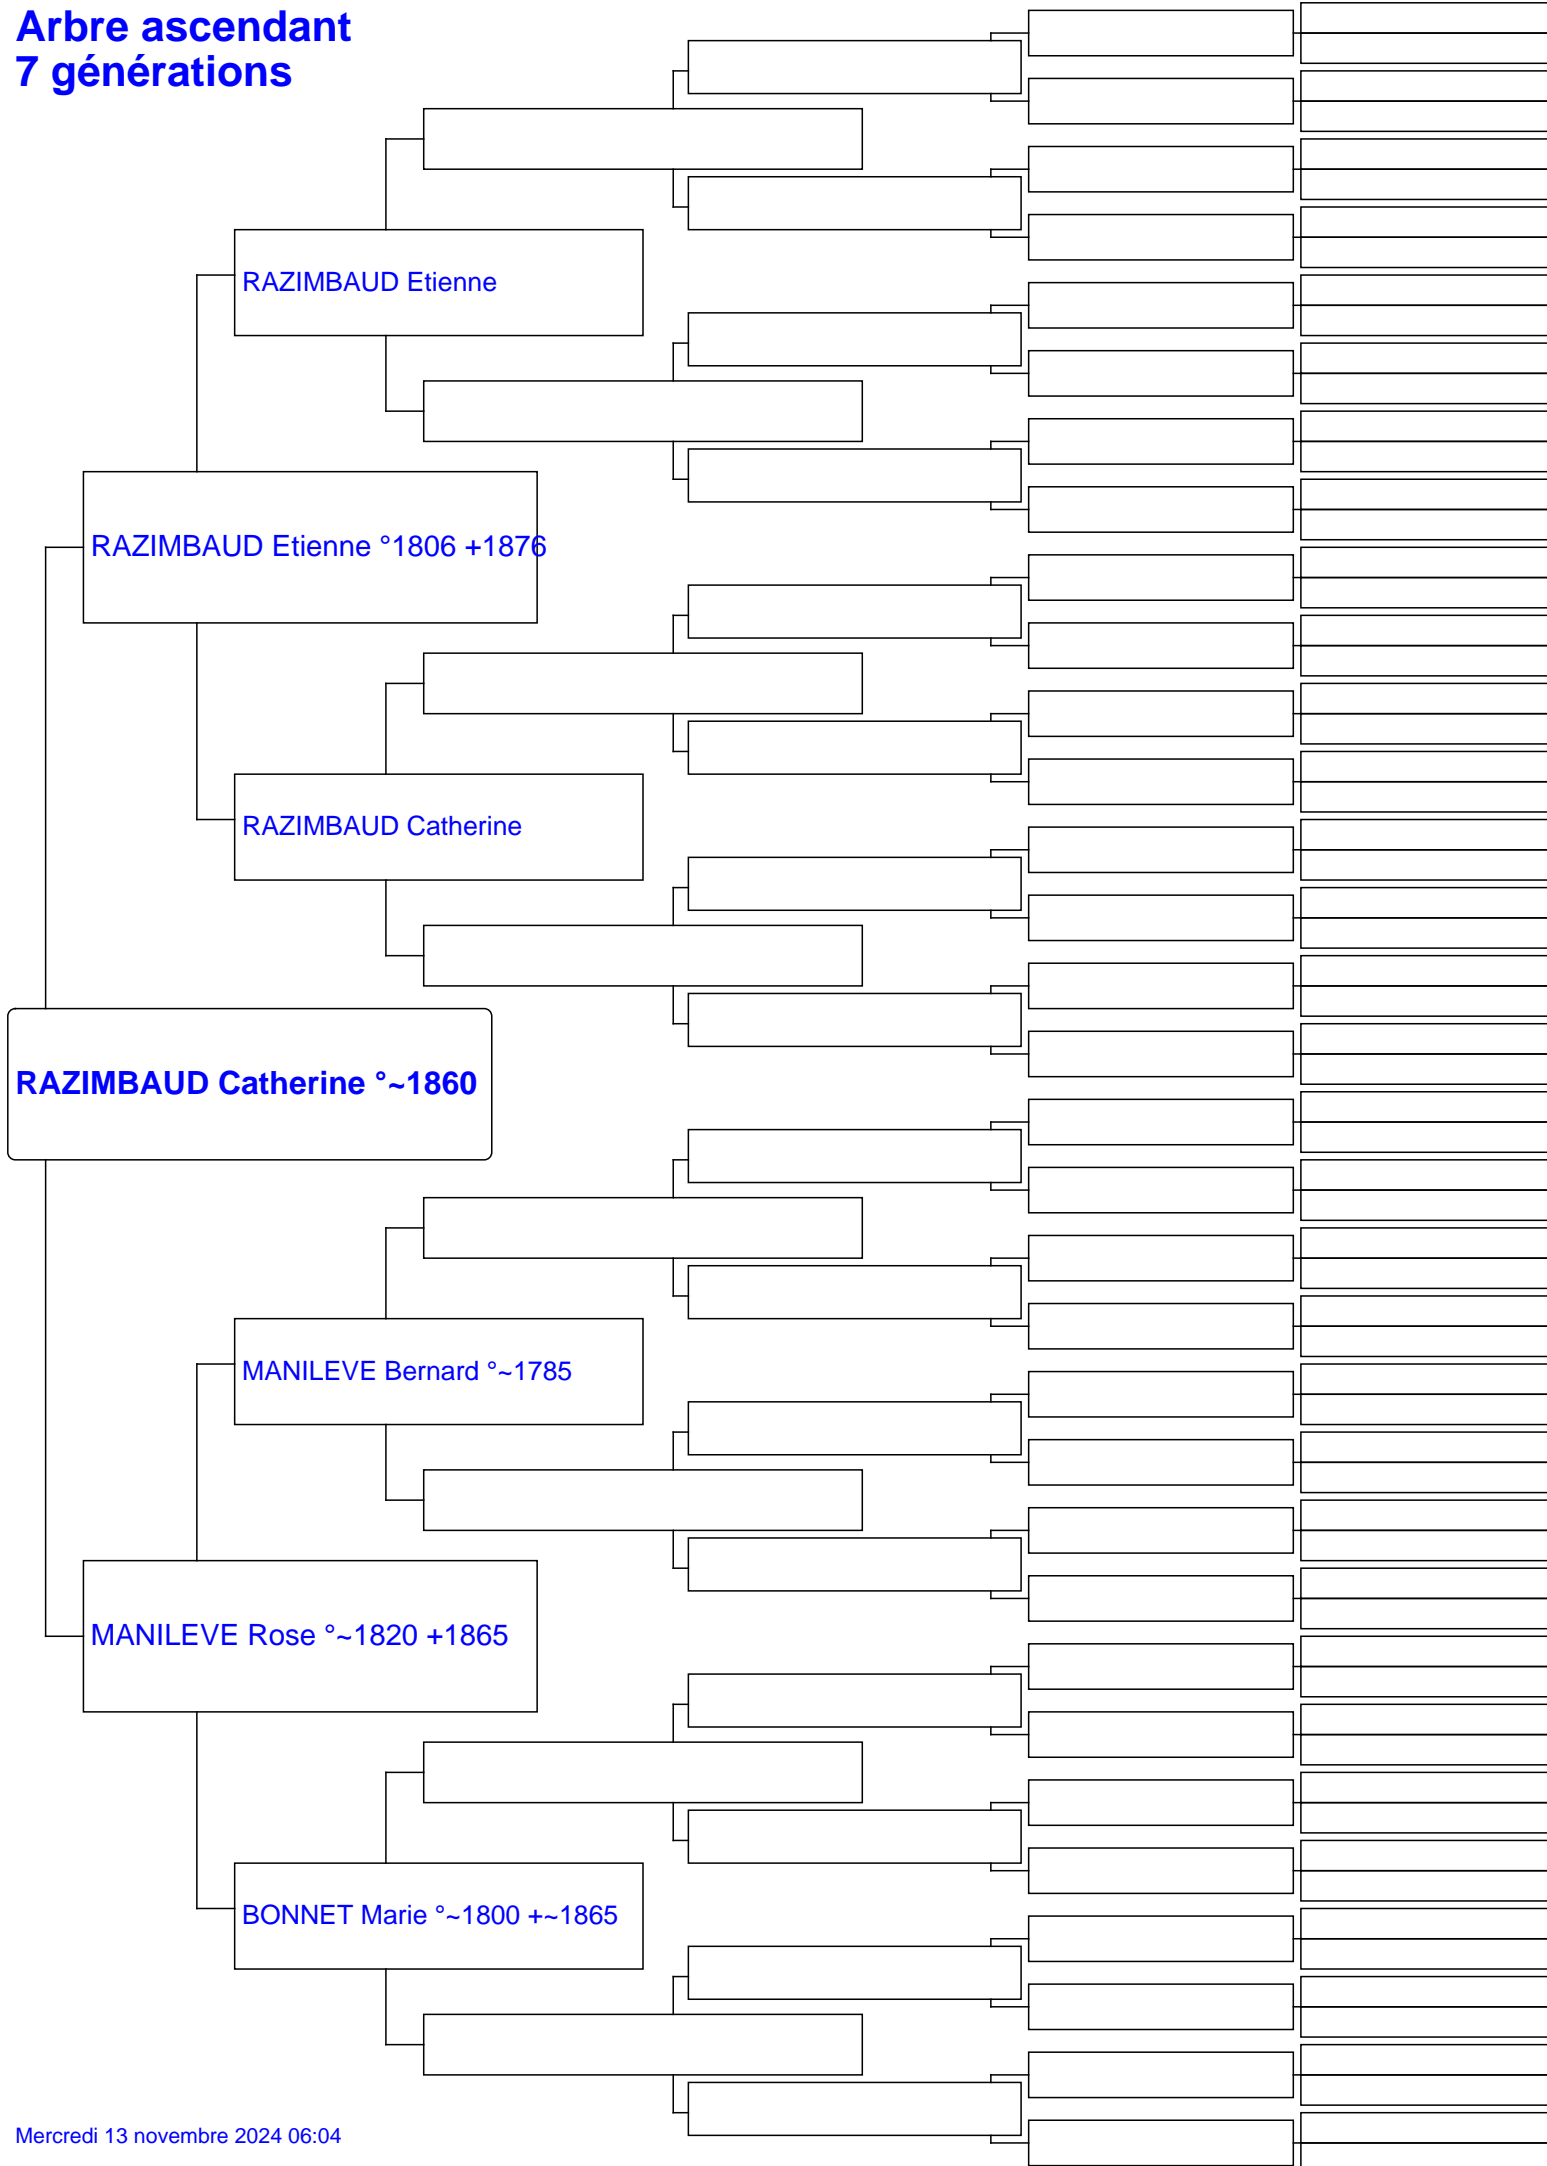 Arbre ascendant
7 générations
RAZIMBAUD Etienne
RAZIMBAUD Etienne °1806 +1876
RAZIMBAUD Catherine
RAZIMBAUD Catherine °~1860
MANILEVE Bernard °~1785
MANILEVE Rose °~1820 +1865
BONNET Marie °~1800 +~1865
Mercredi 13 novembre 2024 06:04